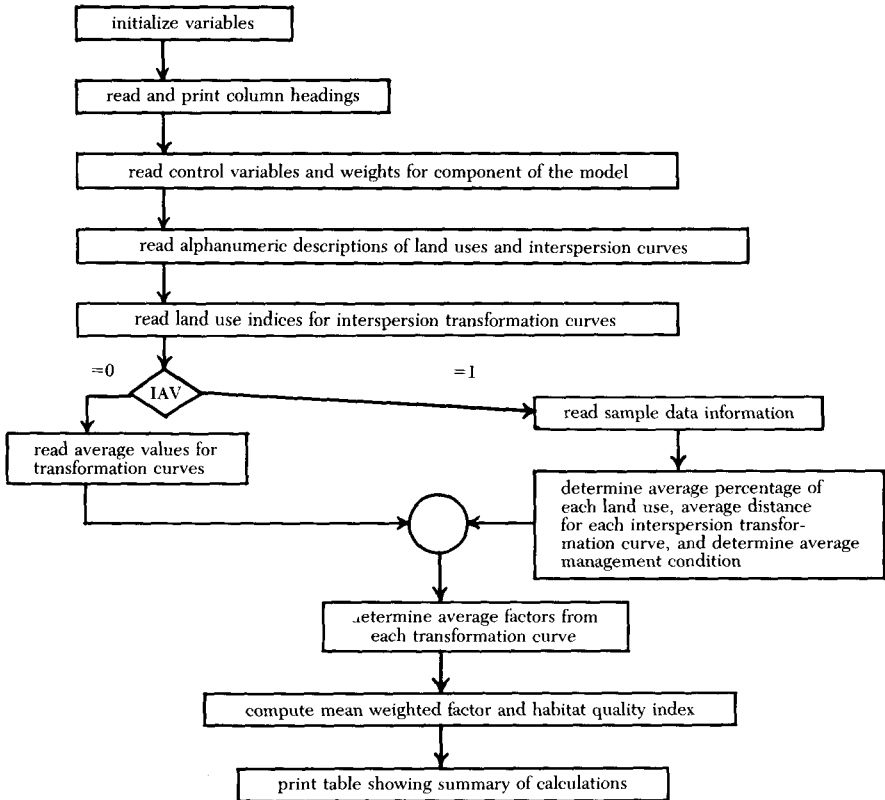 initialize variables
read and print column headings
read control variables and weights for component of the model
read alphanumeric descriptions of land uses and interspersion curves
read land use indices for interspersion transformation curves
=0
=1
IAV
read sample data information
read average values for
transformation curves
determine average percentage of
each land use, average distance
for each interspersion transfor-
mation curve, and determine average
management condition
determine average factors from
each transformation curve
compute mean weighted factor and habitat quality index
print table showing summary of calculations